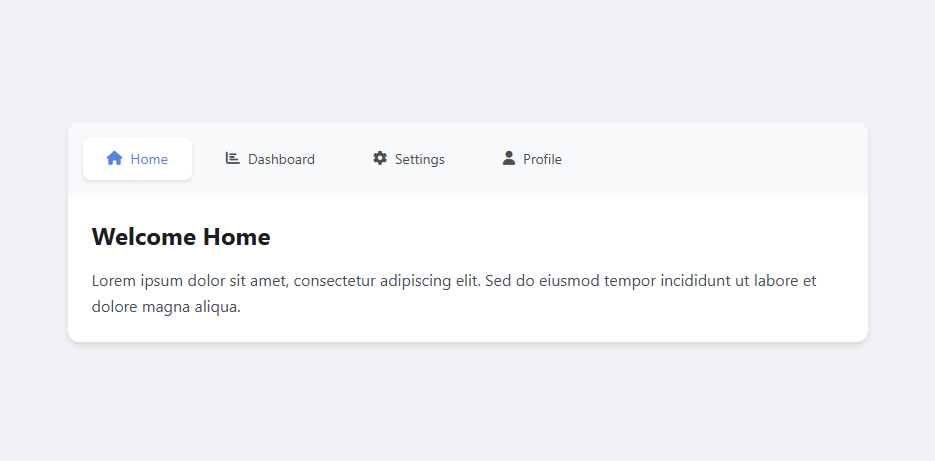 Home Dashboard Settings Profile
Welcome Home
Lorem ipsum dolor sit amet, consectetur adipiscing elit. Sed do eiusmod tempor incididunt ut labore et
dolore magna aliqua.